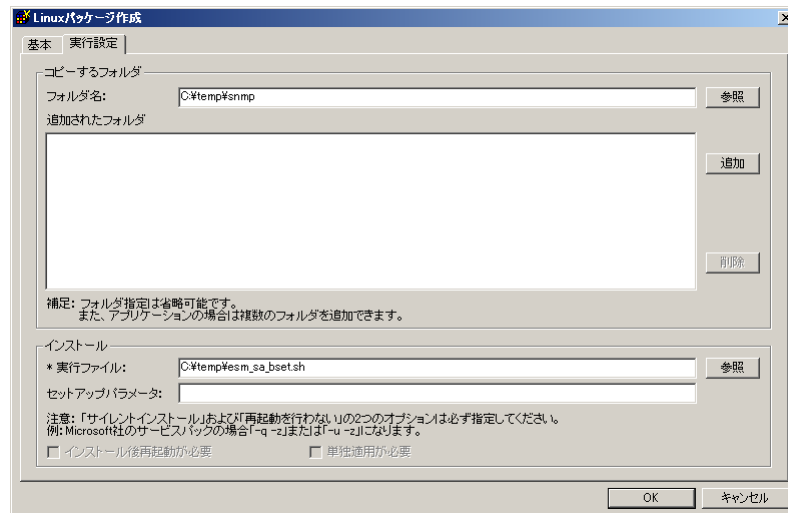 Linuxパッケージ作成
基本 実行設定
コピーするフォルダ
フォルダ名: C:¥temp¥snmp 参照
追加されたフォルダ
追加
削除
補足: フォルダ指定は省略可能です。
また、アプリケーションの場合は複数のフォルダを追加できます。
インストール
* 実行ファイル: C:¥temp¥esm_sa_bset.sh 参照
セットアップパラメータ:
注意:「サイレントインストール」および「再起動を行わない」の2つのオプションは必ず指定してください。
例: Microsoft社のサービスパックの場合「-q -z」または「-u -z」になります。
インストール後再起動が必要 単独適用が必要
OK キャンセル